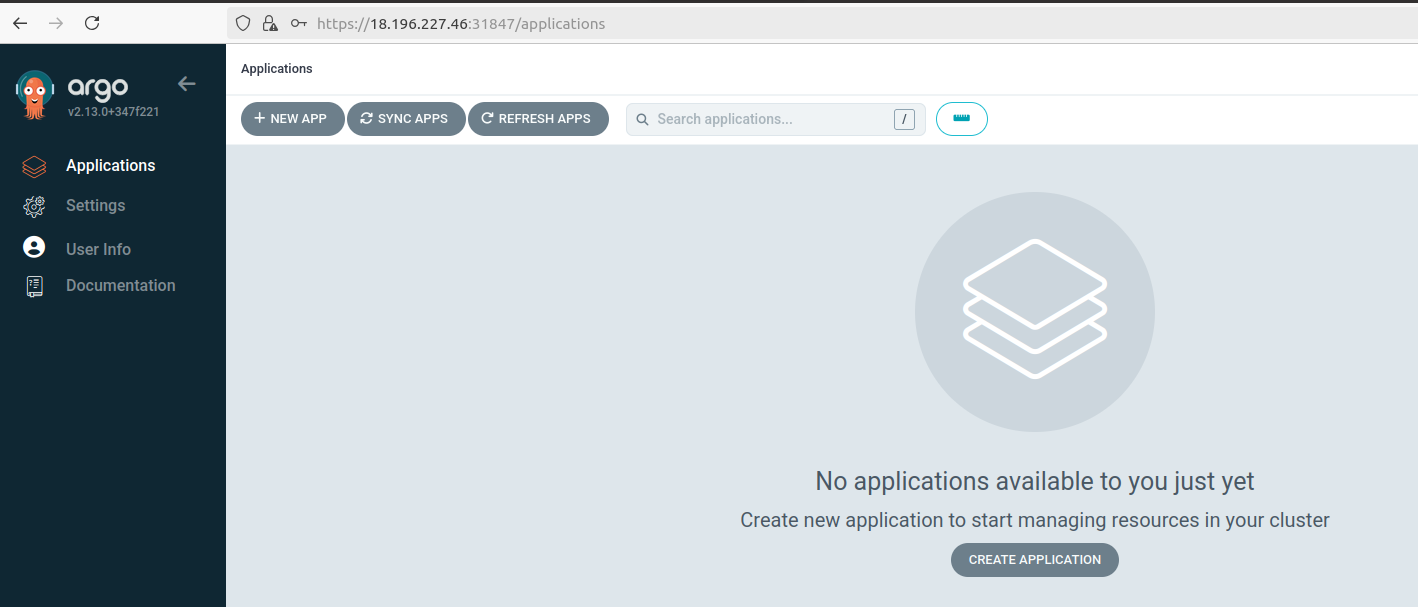 https://18.196.227.46:31847/applications
argo
v2.13.0+347f221
Applications
Settings
User Info
Documentation
Applications
+ NEW APP SYNC APPS REFRESH APPS Search applications... /
No applications available to you just yet
Create new application to start managing resources in your cluster
CREATE APPLICATION